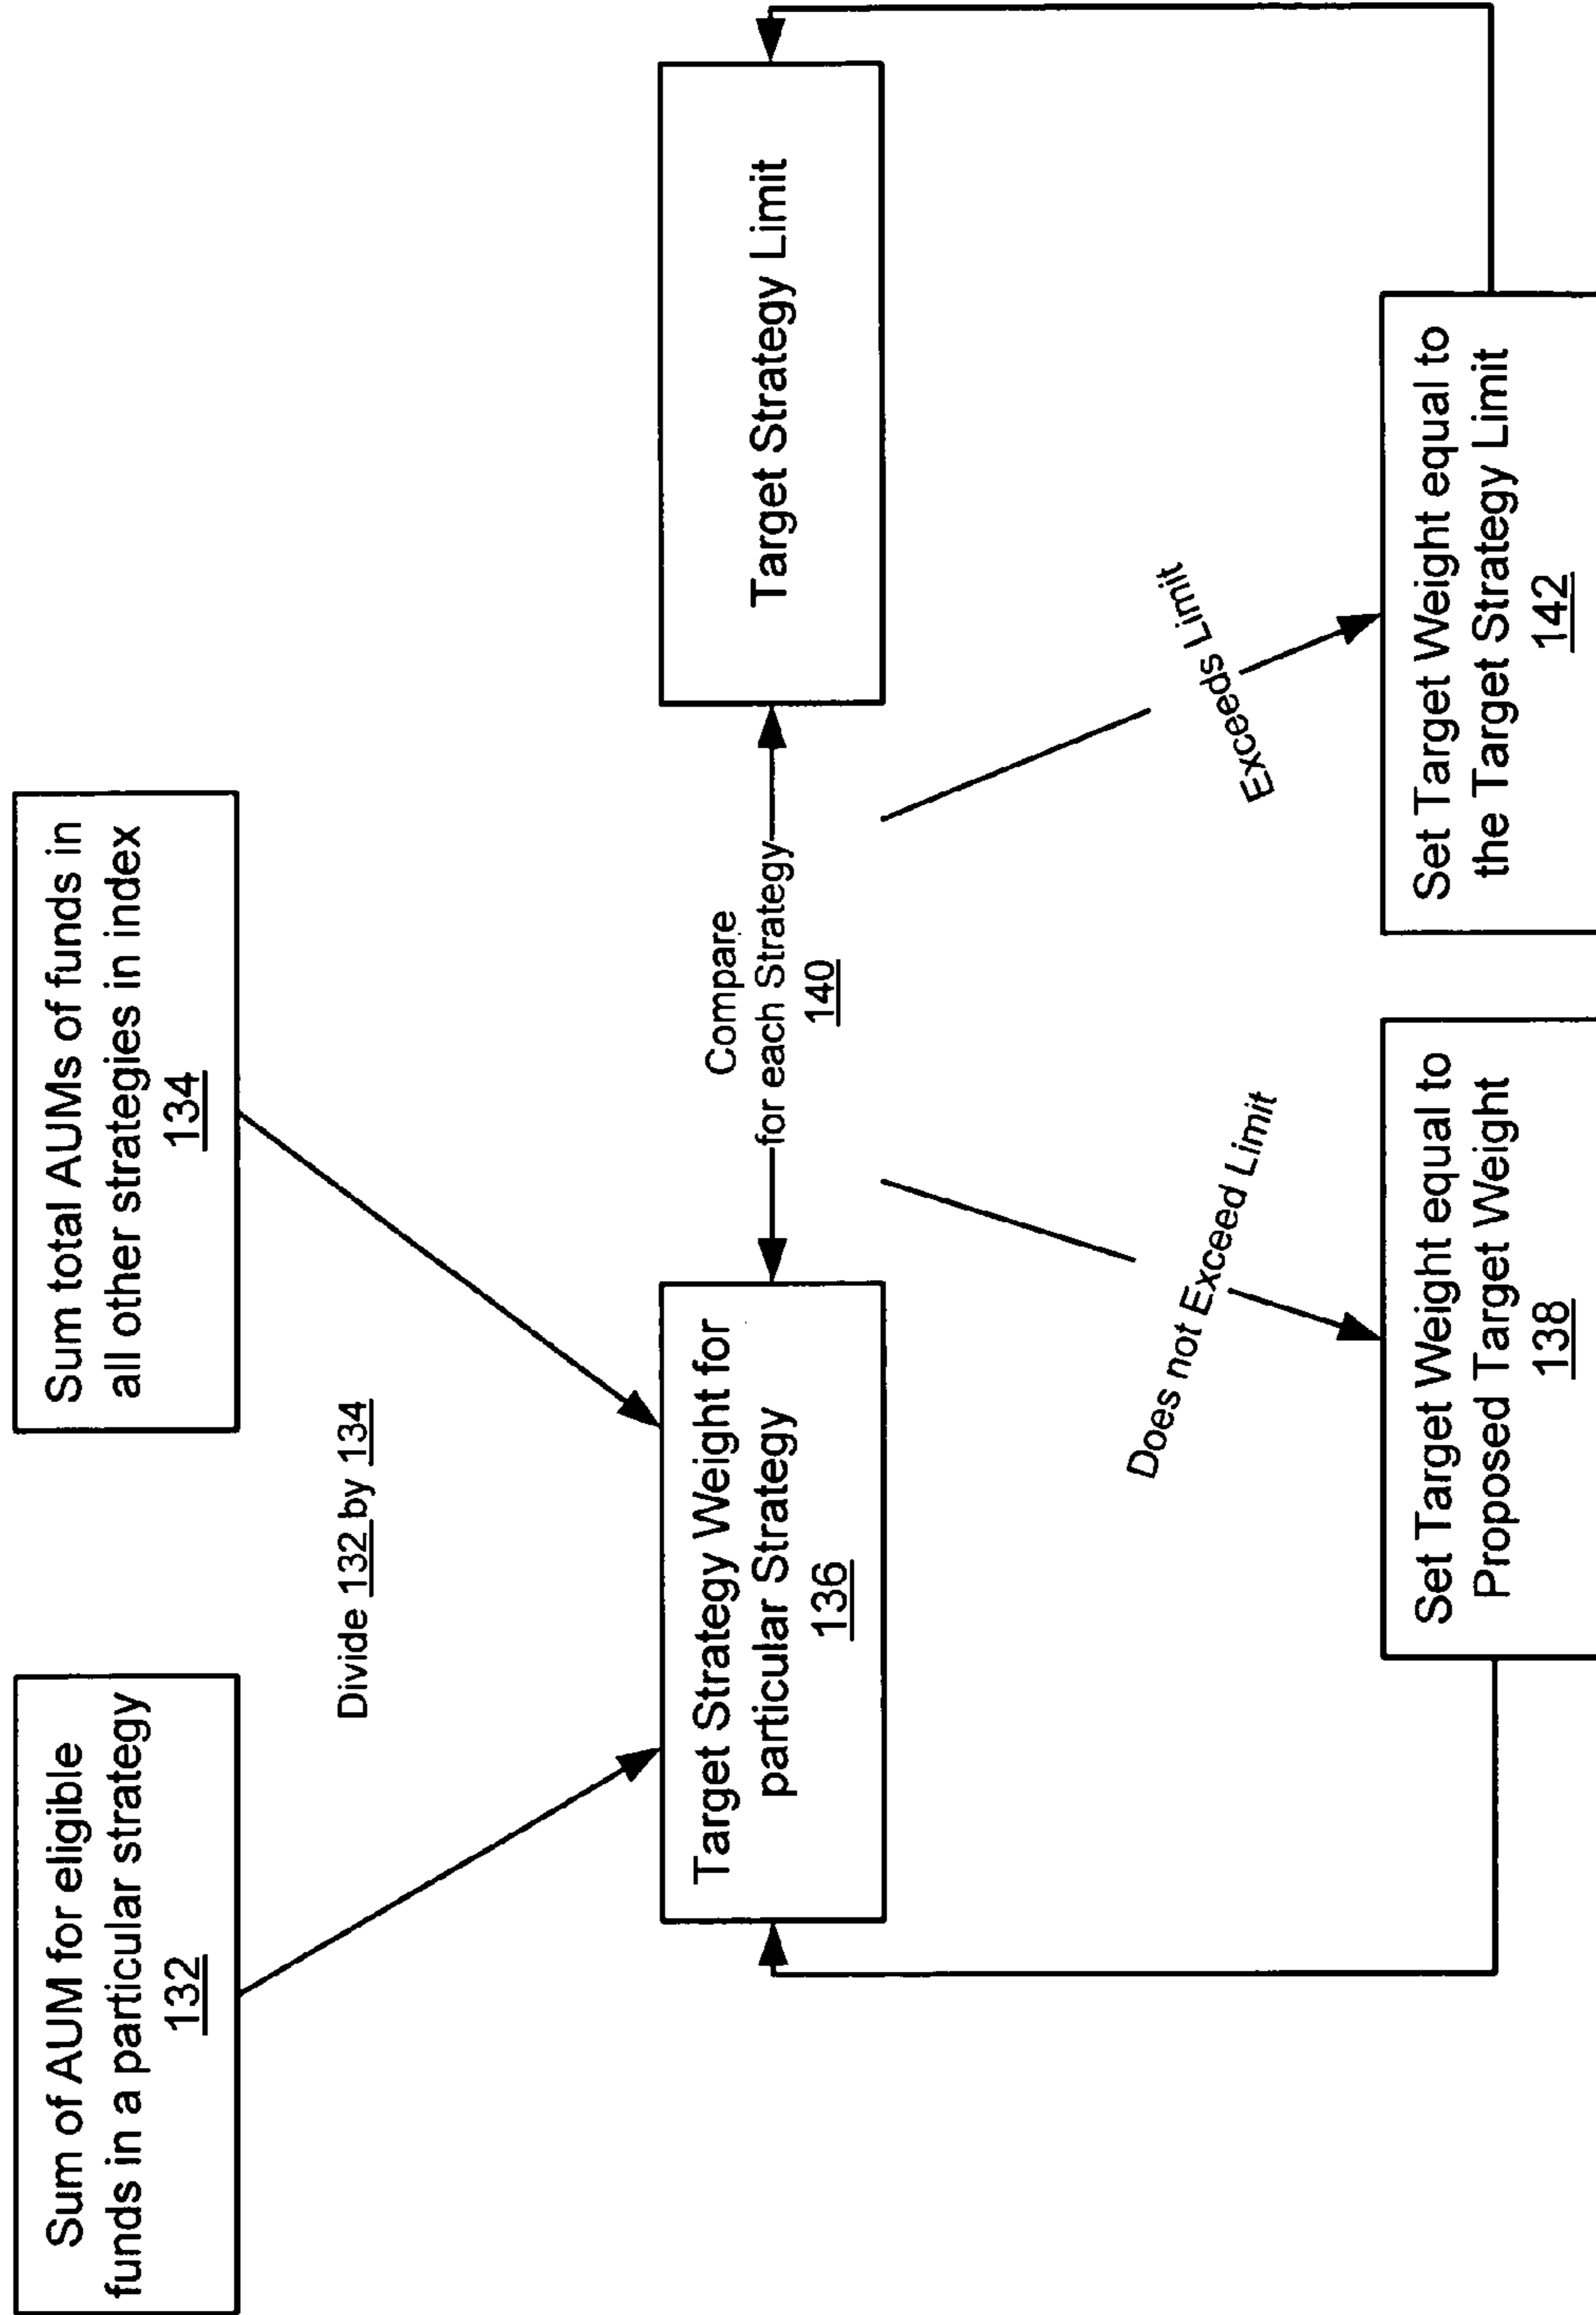 Sum of AUM for eligible
funds in a particular strategy
132
Sum total AUMs of funds in
all other strategies in index
134
Divide 132 by 134
Target Strategy Weight for
particular Strategy
136
Compare
for each Strategy
140
Target Strategy Limit
Does not Exceed Limit
Exceeds Limit
Set Target Weight equal to
Proposed Target Weight
138
Set Target Weight equal to
the Target Strategy Limit
142